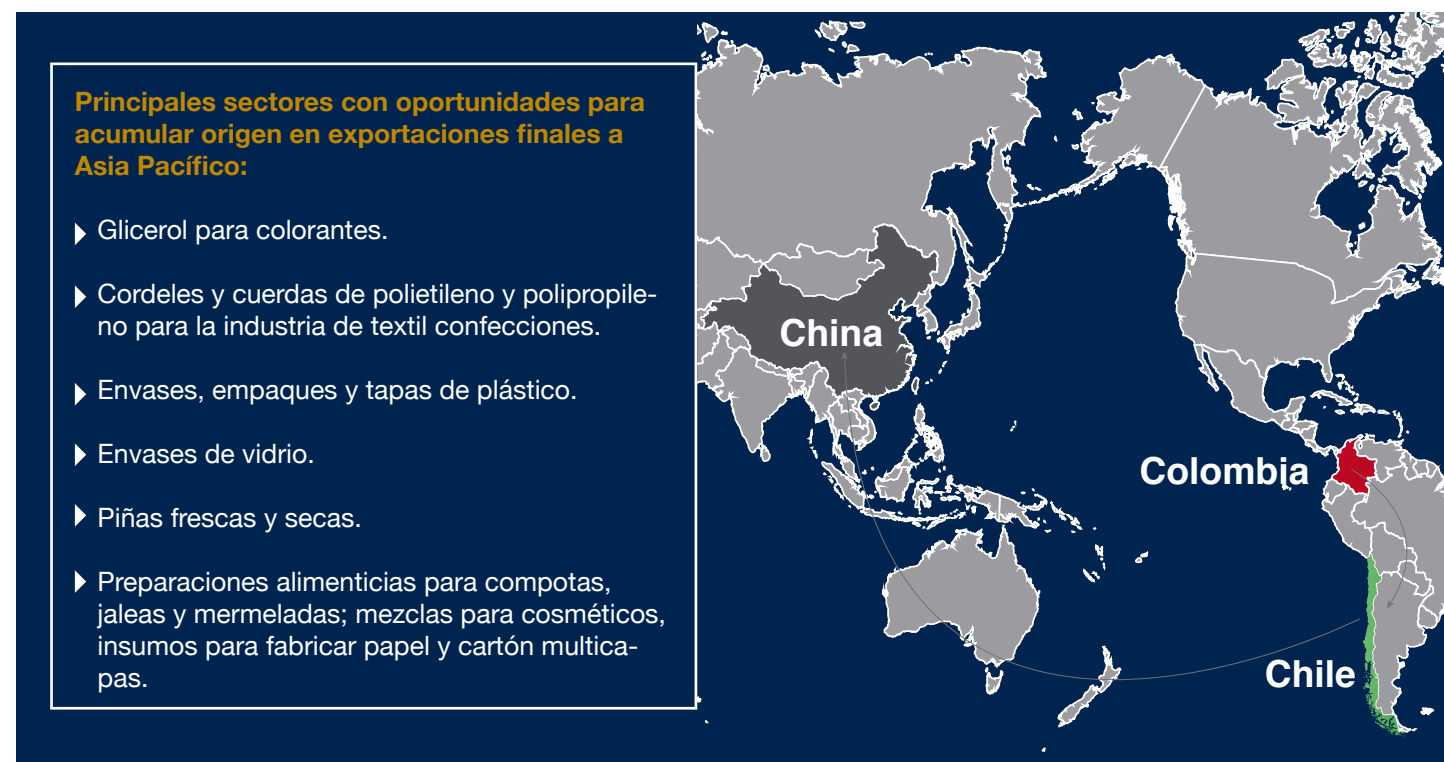 Principales sectores con oportunidades para
acumular origen en exportaciones finales a
Asia Pacífico:
Glicerol para colorantes.
Cordeles y cuerdas de polietileno y polipropile-
no para la industria de textil confecciones.
Envases, empaques y tapas de plástico.
Envases de vidrio.
Piñas frescas y secas.
Preparaciones alimenticias para compotas,
jaleas y mermeladas; mezclas para cosméticos,
insumos para fabricar papel y cartón multica-
pas.
China
Colombia
Chile